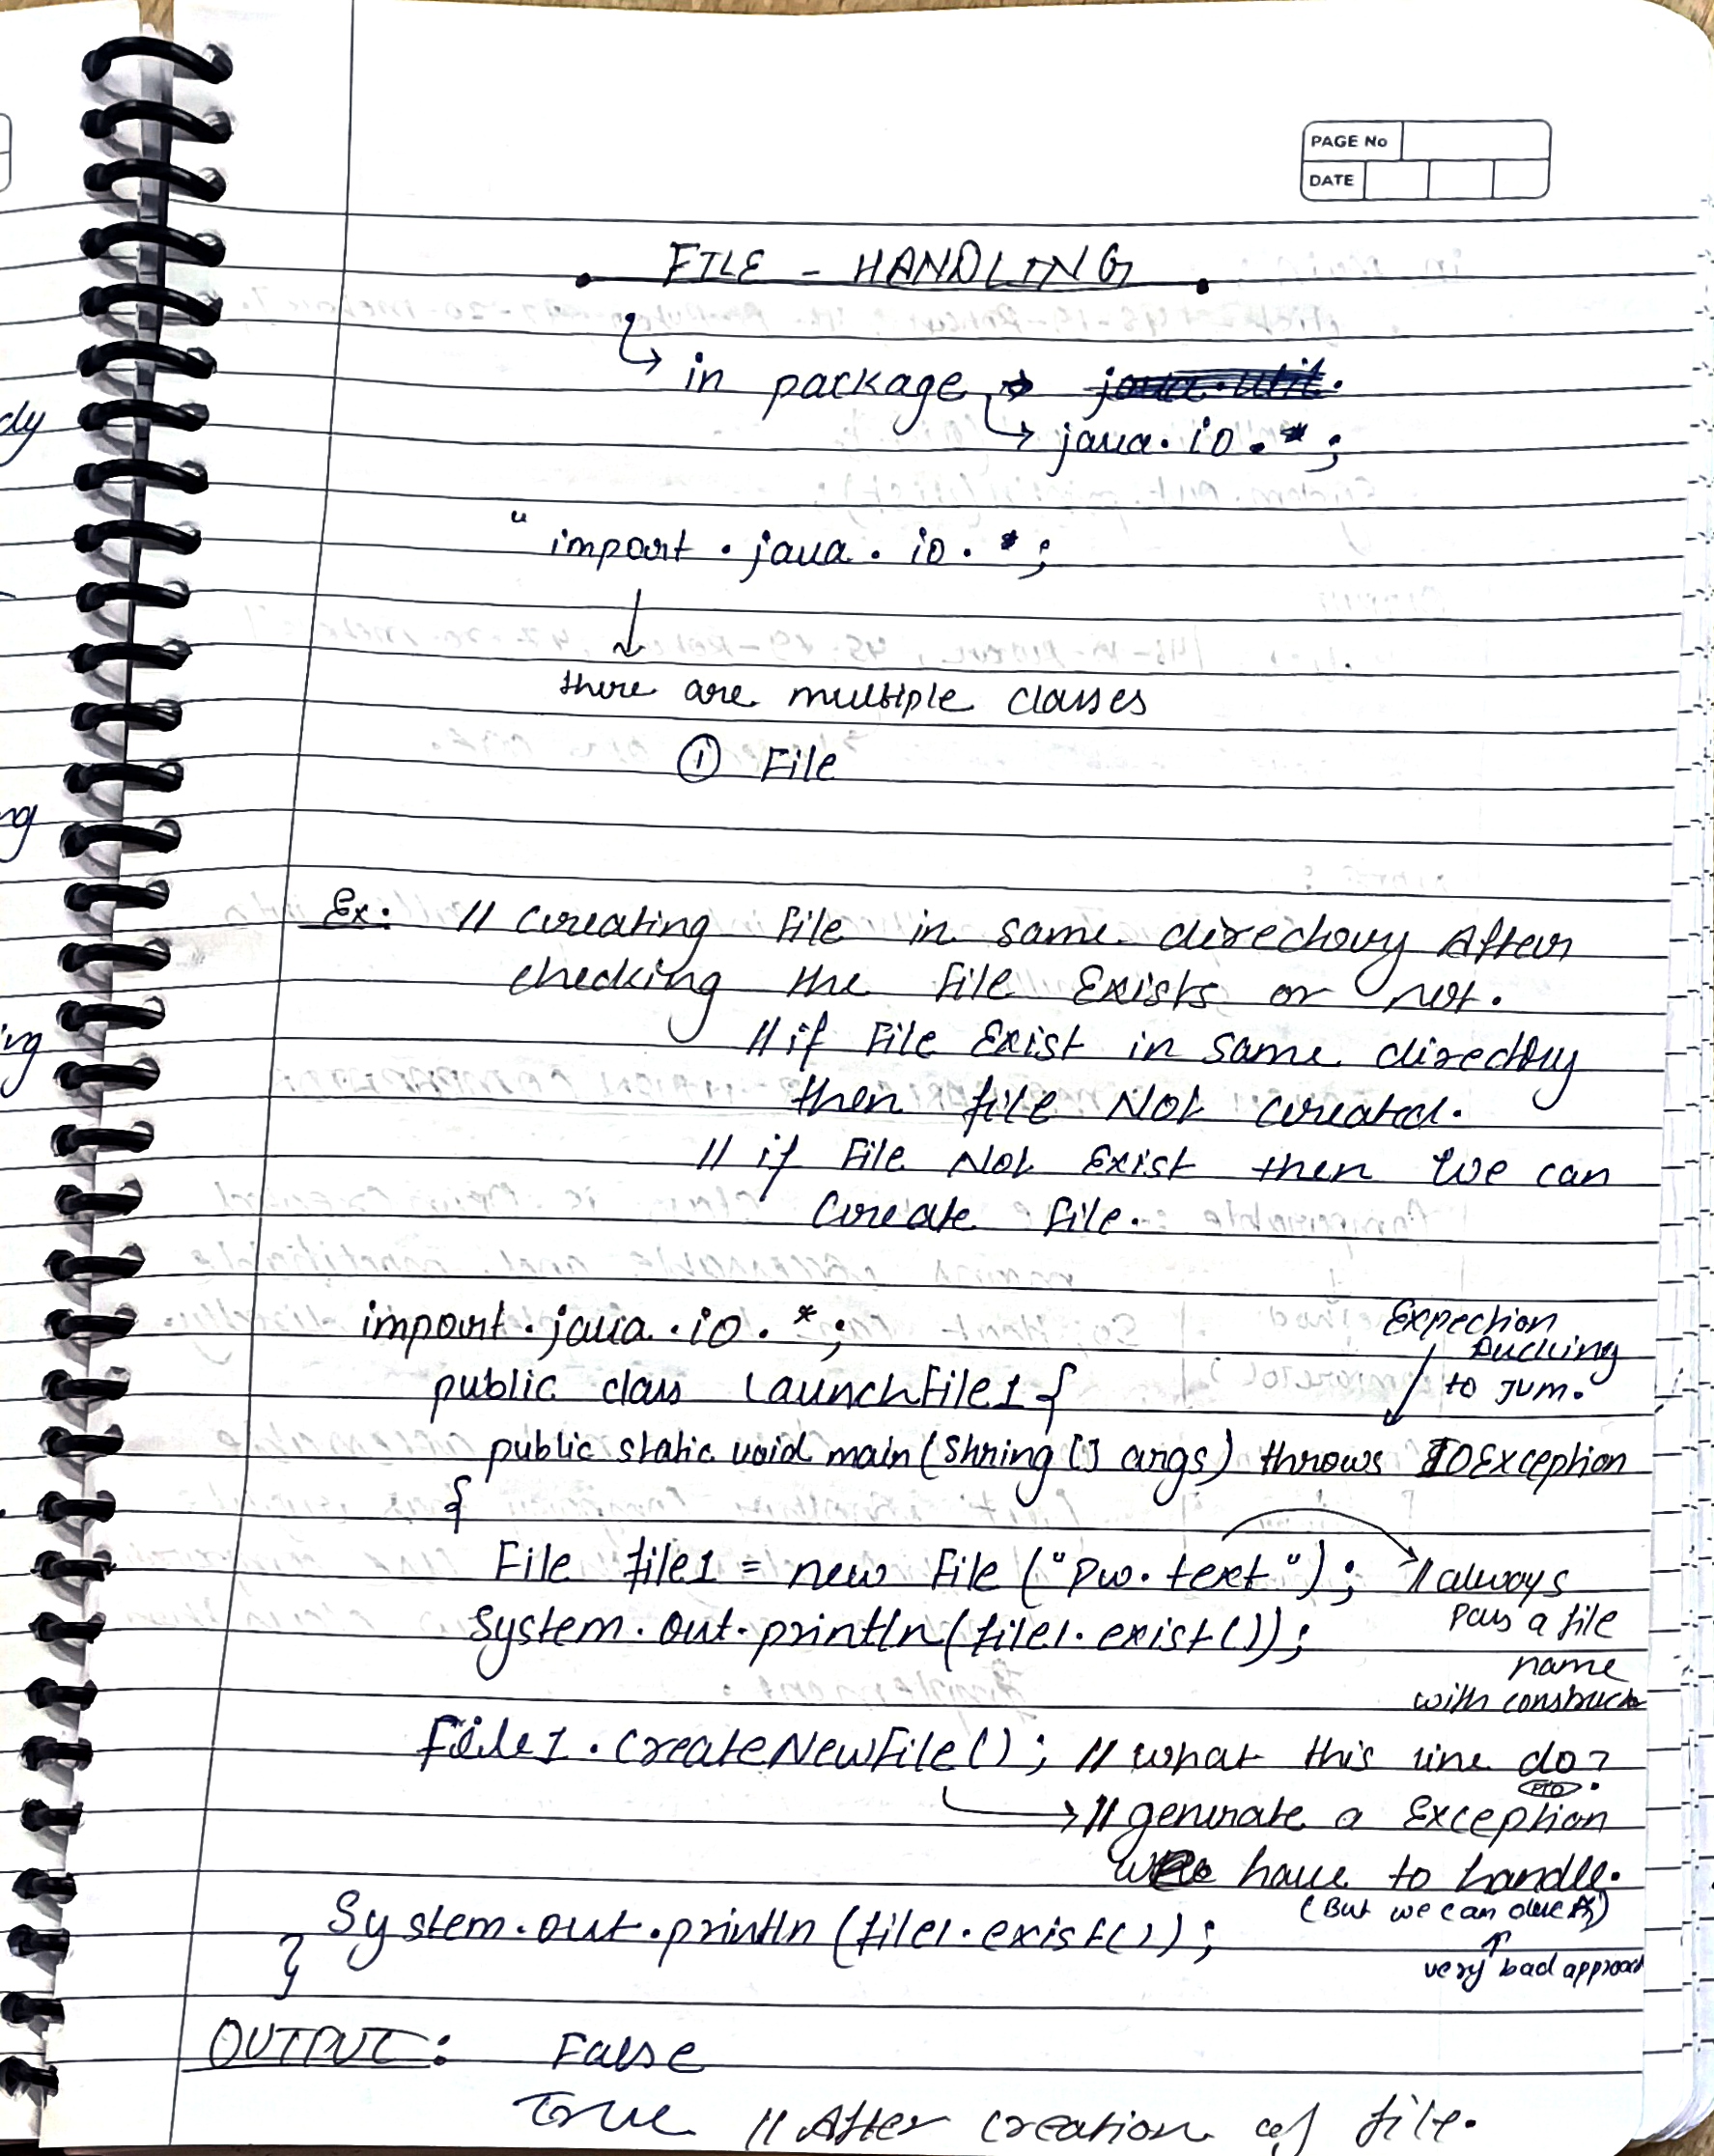 PAGE No
DATE
FILE - HANDLING
in package → java.util.
java.io.*;
" import.java.io.*;
there are multiple classes
① File
Ex: // creating file in same directory After
checking the file Exists or not.
// if File Exist in same directory
then file Not created.
// if File Not Exist then we can
create file.
import.java.io.*;
Expection
Ducking
to JVM.
public class LaunchFile1 {
public static void main (String [] args) throws IOException
{
File file1 = new File ("pw.text"); // always
pass a file
System.out.println(file1.exist());
name
with constructor
File1.createNewFile(); // what this line do?
PTO
// generate a Exception
we have to handle.
(But we can duck it)
System.out.println (file1.exist());
very bad approach
}
OUTPUT: False
True // After creation of file.
dy
ng
ing